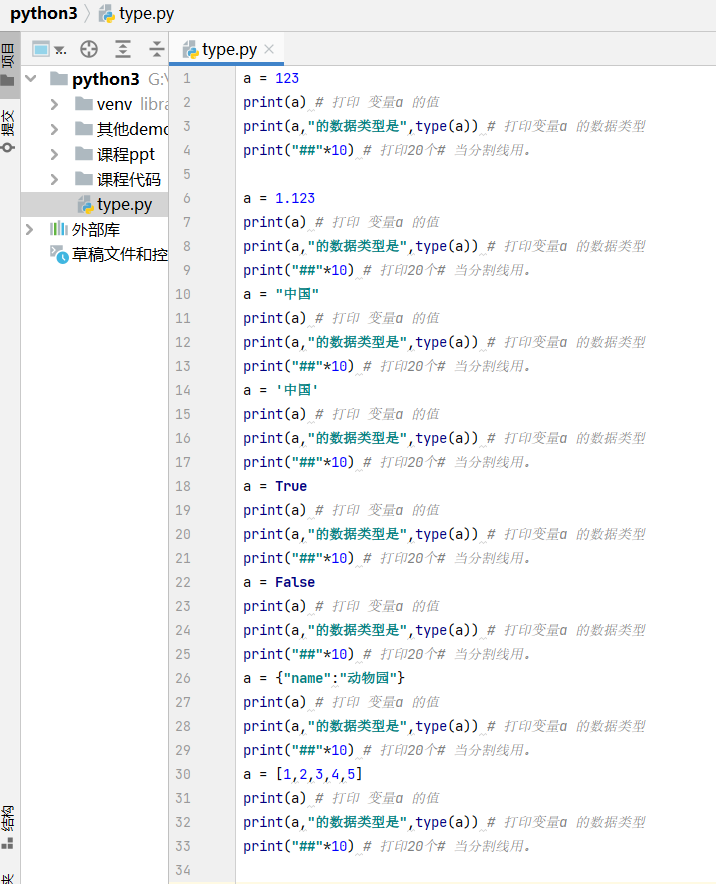 python3 type.py
项目
提交
结构
夹
python3 G:\
venv libra
其他demo
课程ppt
课程代码
type.py
外部库
草稿文件和控
type.py
1 a = 123
2 print(a) # 打印 变量a 的值
3 print(a,"的数据类型是",type(a)) # 打印变量a 的数据类型
4 print("##"*10) # 打印20个# 当分割线用.
5
6 a = 1.123
7 print(a) # 打印 变量a 的值
8 print(a,"的数据类型是",type(a)) # 打印变量a 的数据类型
9 print("##"*10) # 打印20个# 当分割线用.
10 a = "中国"
11 print(a) # 打印 变量a 的值
12 print(a,"的数据类型是",type(a)) # 打印变量a 的数据类型
13 print("##"*10) # 打印20个# 当分割线用.
14 a = '中国'
15 print(a) # 打印 变量a 的值
16 print(a,"的数据类型是",type(a)) # 打印变量a 的数据类型
17 print("##"*10) # 打印20个# 当分割线用.
18 a = True
19 print(a) # 打印 变量a 的值
20 print(a,"的数据类型是",type(a)) # 打印变量a 的数据类型
21 print("##"*10) # 打印20个# 当分割线用.
22 a = False
23 print(a) # 打印 变量a 的值
24 print(a,"的数据类型是",type(a)) # 打印变量a 的数据类型
25 print("##"*10) # 打印20个# 当分割线用.
26 a = {"name":"动物园"}
27 print(a) # 打印 变量a 的值
28 print(a,"的数据类型是",type(a)) # 打印变量a 的数据类型
29 print("##"*10) # 打印20个# 当分割线用.
30 a = [1,2,3,4,5]
31 print(a) # 打印 变量a 的值
32 print(a,"的数据类型是",type(a)) # 打印变量a 的数据类型
33 print("##"*10) # 打印20个# 当分割线用.
34